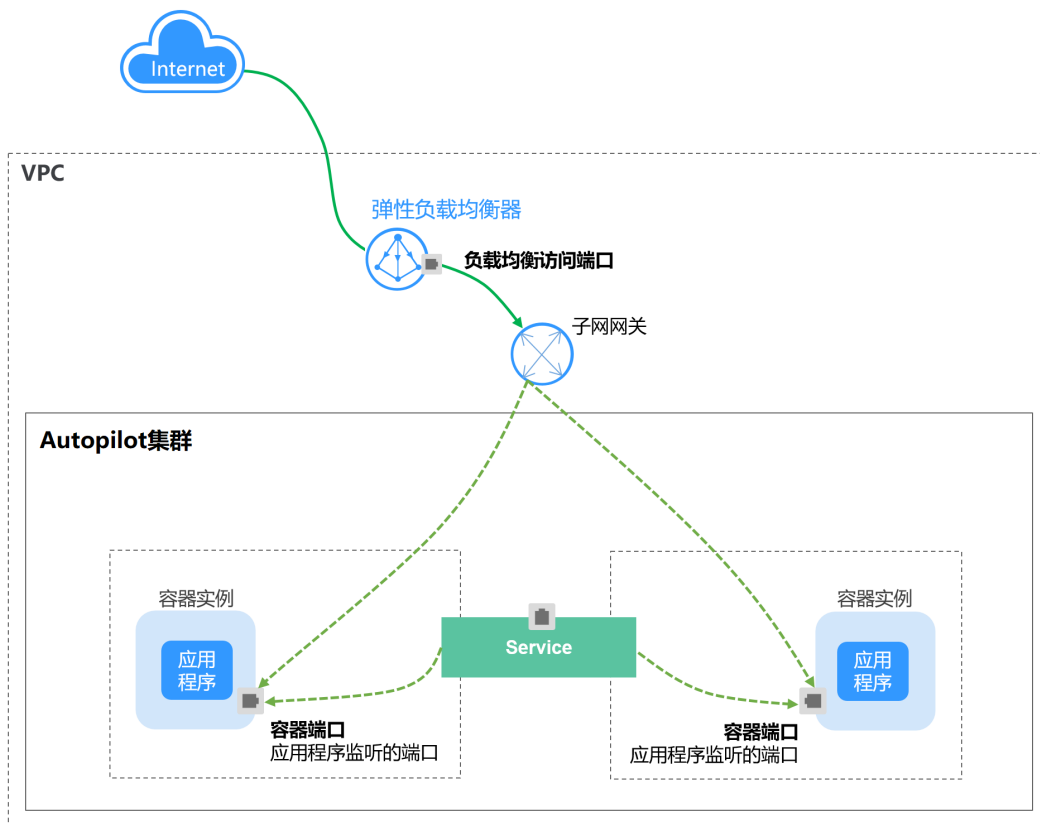 Internet
VPC
弹性负载均衡器
负载均衡访问端口
子网网关
Autopilot集群
容器实例
应用
程序
容器端口
应用程序监听的端口
Service
容器实例
应用
程序
容器端口
应用程序监听的端口